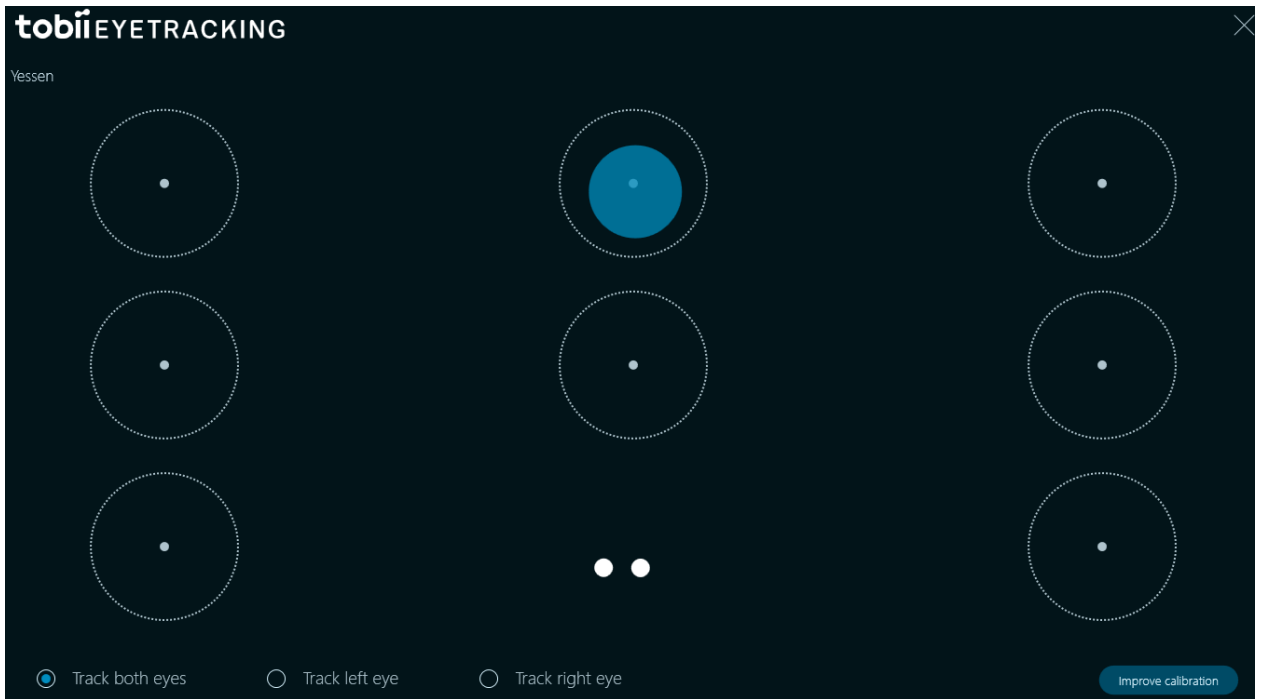 tobii EYETRACKING
Yessen
Track both eyes
Track left eye
Track right eye
Improve calibration